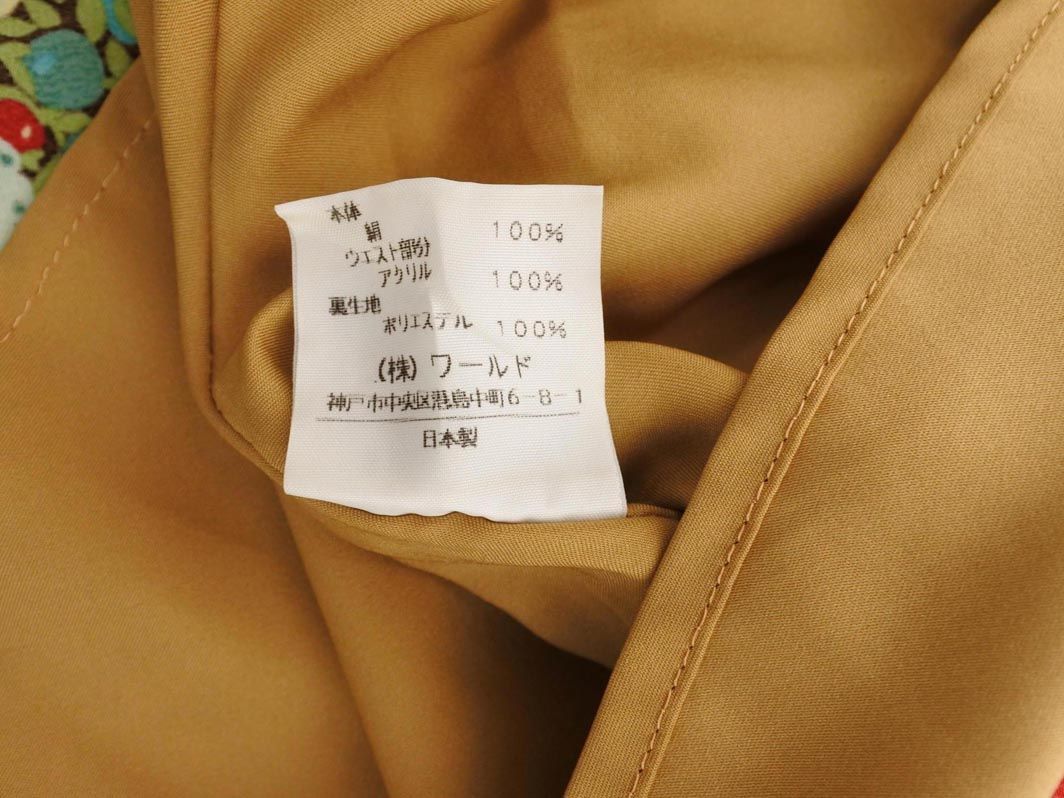 本体
絹 100%
ウエスト部分
アクリル 100%
裏生地
ポリエステル 100%
(株)ワールド
神戸市中央区港島中町6-8-1
日本製